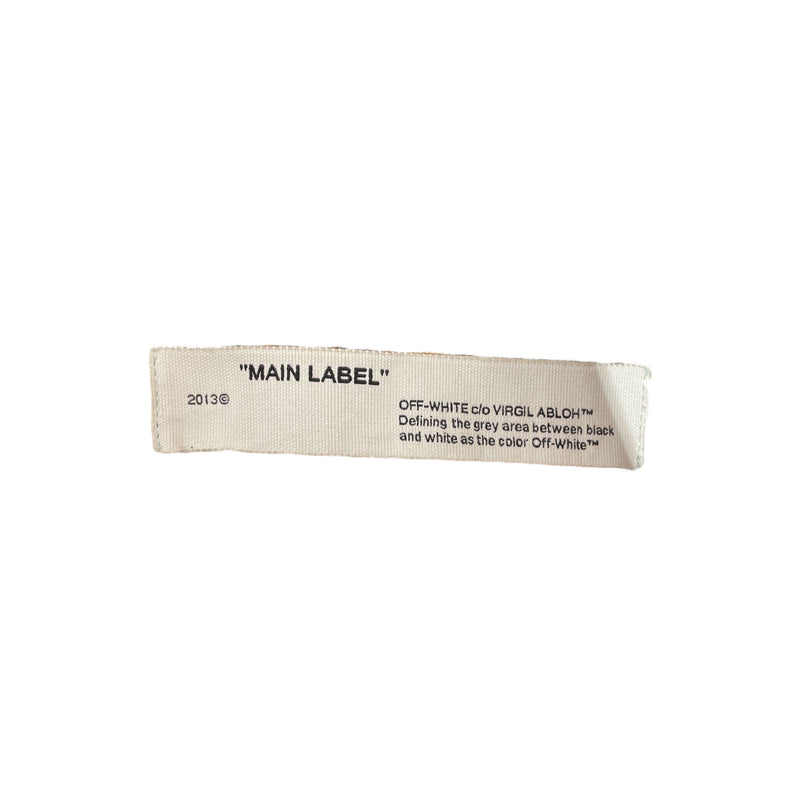 "MAIN LABEL"
2013©
OFF-WHITE c/o VIRGIL ABLOH™
Defining the grey area between black
and white as the color Off-White™